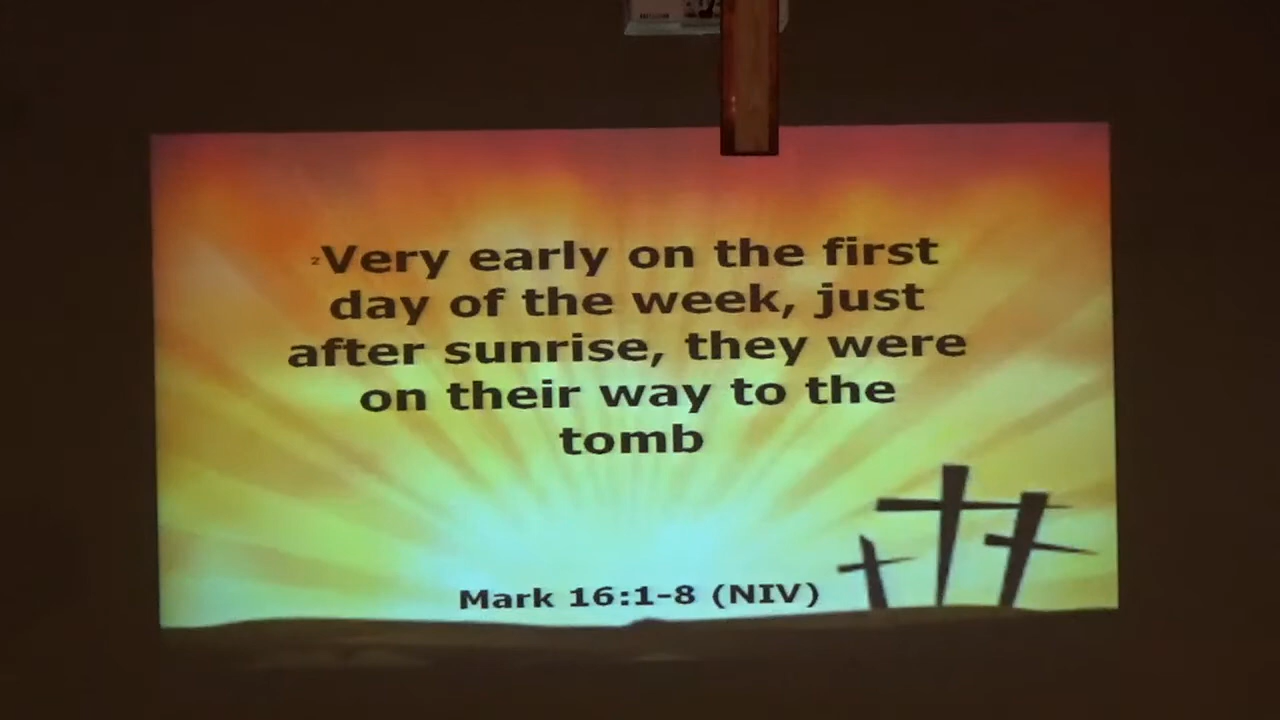 2Very early on the first
day of the week, just
after sunrise, they were
on their way to the
tomb
Mark 16:1-8 (NIV)